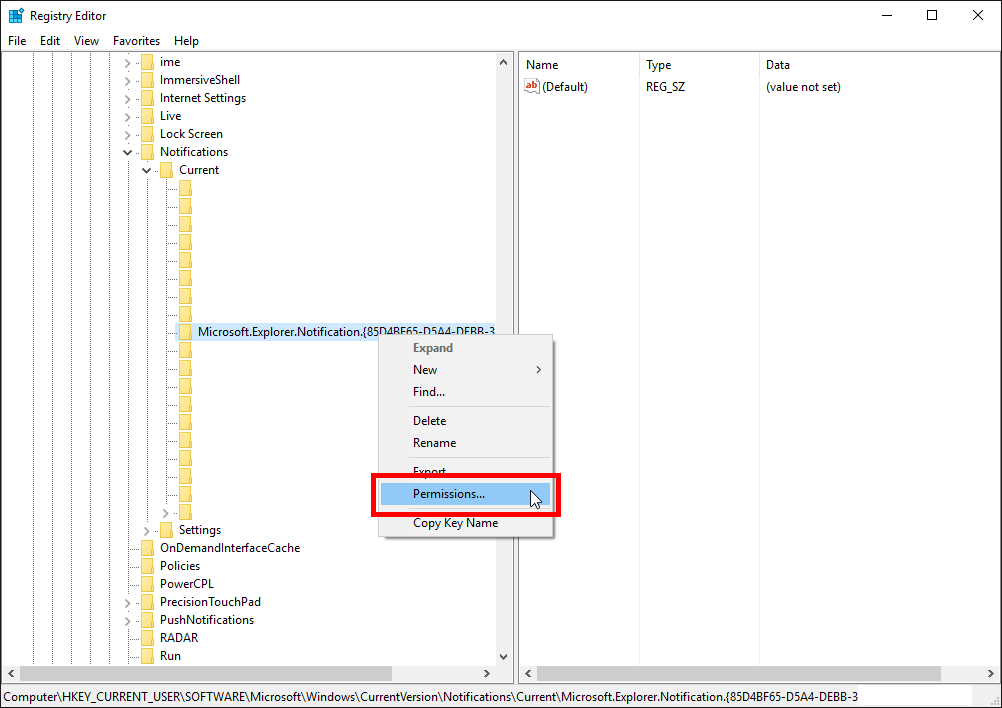 Registry Editor
File Edit View Favorites Help
ime
ImmersiveShell
Internet Settings
Live
Lock Screen
Notifications
Current
Microsoft.Explorer.Notification.{85D4BF65-D5A4-DEBB-3
Settings
OnDemandInterfaceCache
Policies
PowerCPL
PrecisionTouchPad
PushNotifications
RADAR
Run
Name Type Data
ab (Default) REG_SZ (value not set)
Expand
New
Find...
Delete
Rename
Export
Permissions...
Copy Key Name
Computer\HKEY_CURRENT_USER\SOFTWARE\Microsoft\Windows\CurrentVersion\Notifications\Current\Microsoft.Explorer.Notification.{85D4BF65-D5A4-DEBB-3